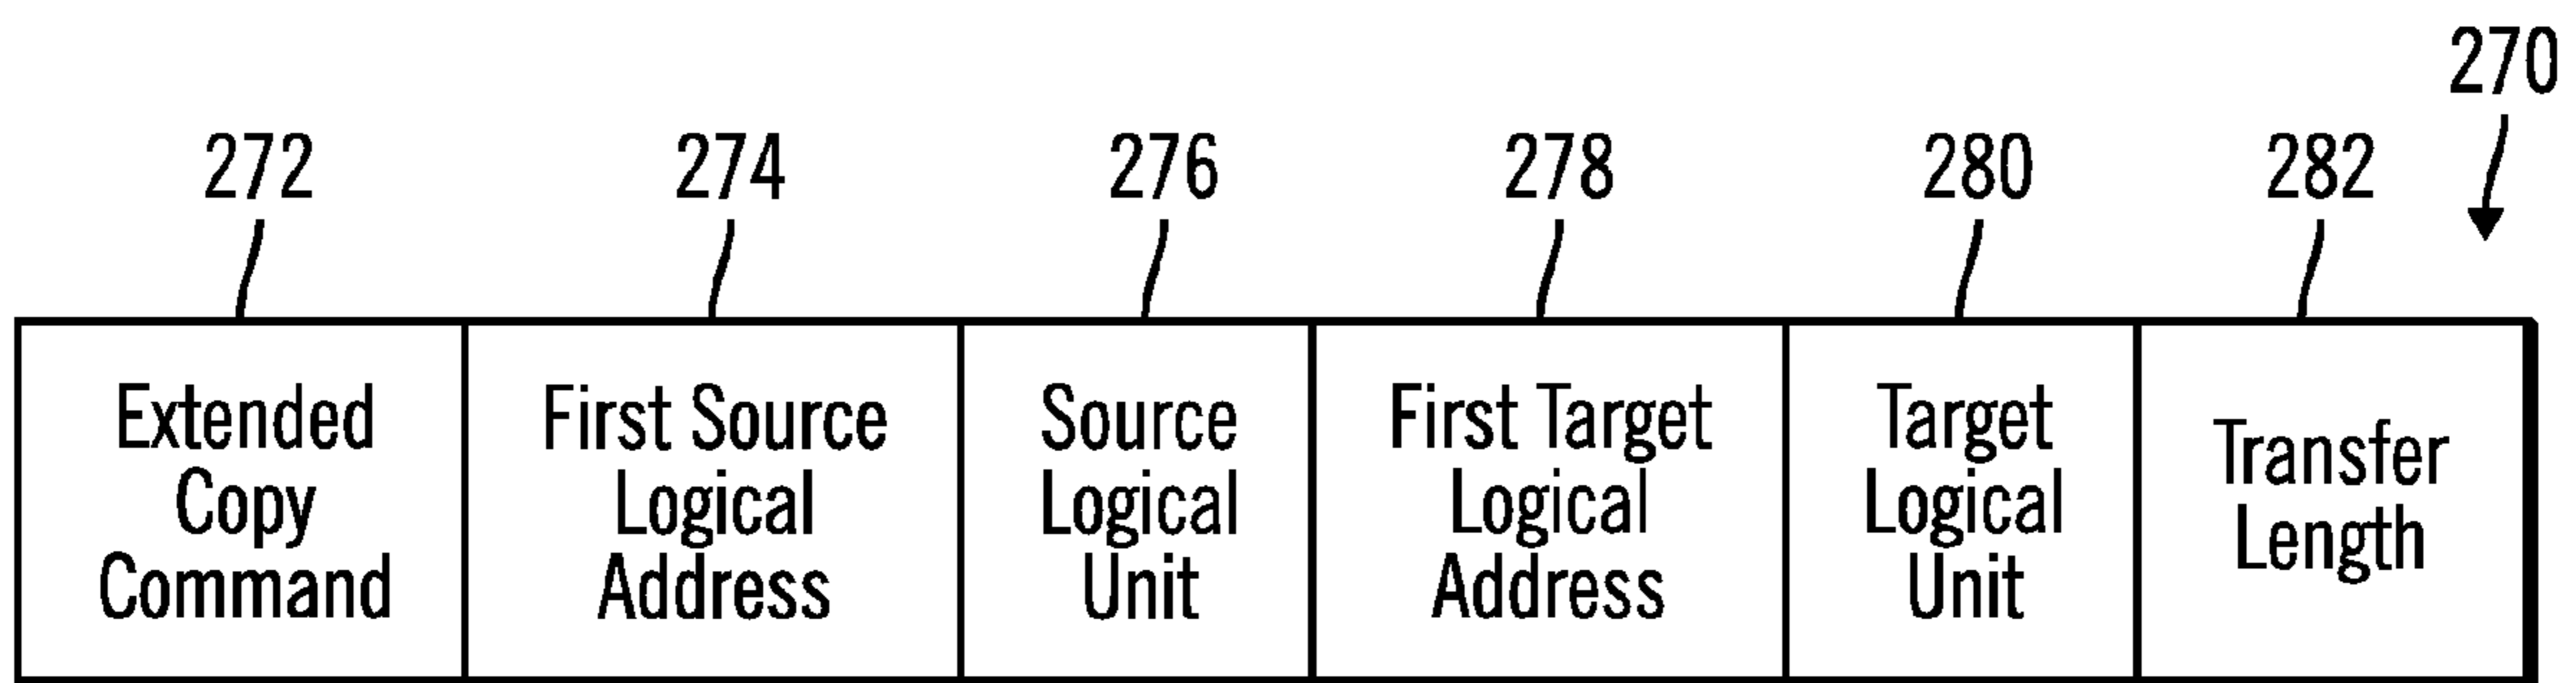 270
272 274 276 278 280 282
Extended
Copy
Command
First Source
Logical
Address
Source
Logical
Unit
First Target
Logical
Address
Target
Logical
Unit
Transfer
Length